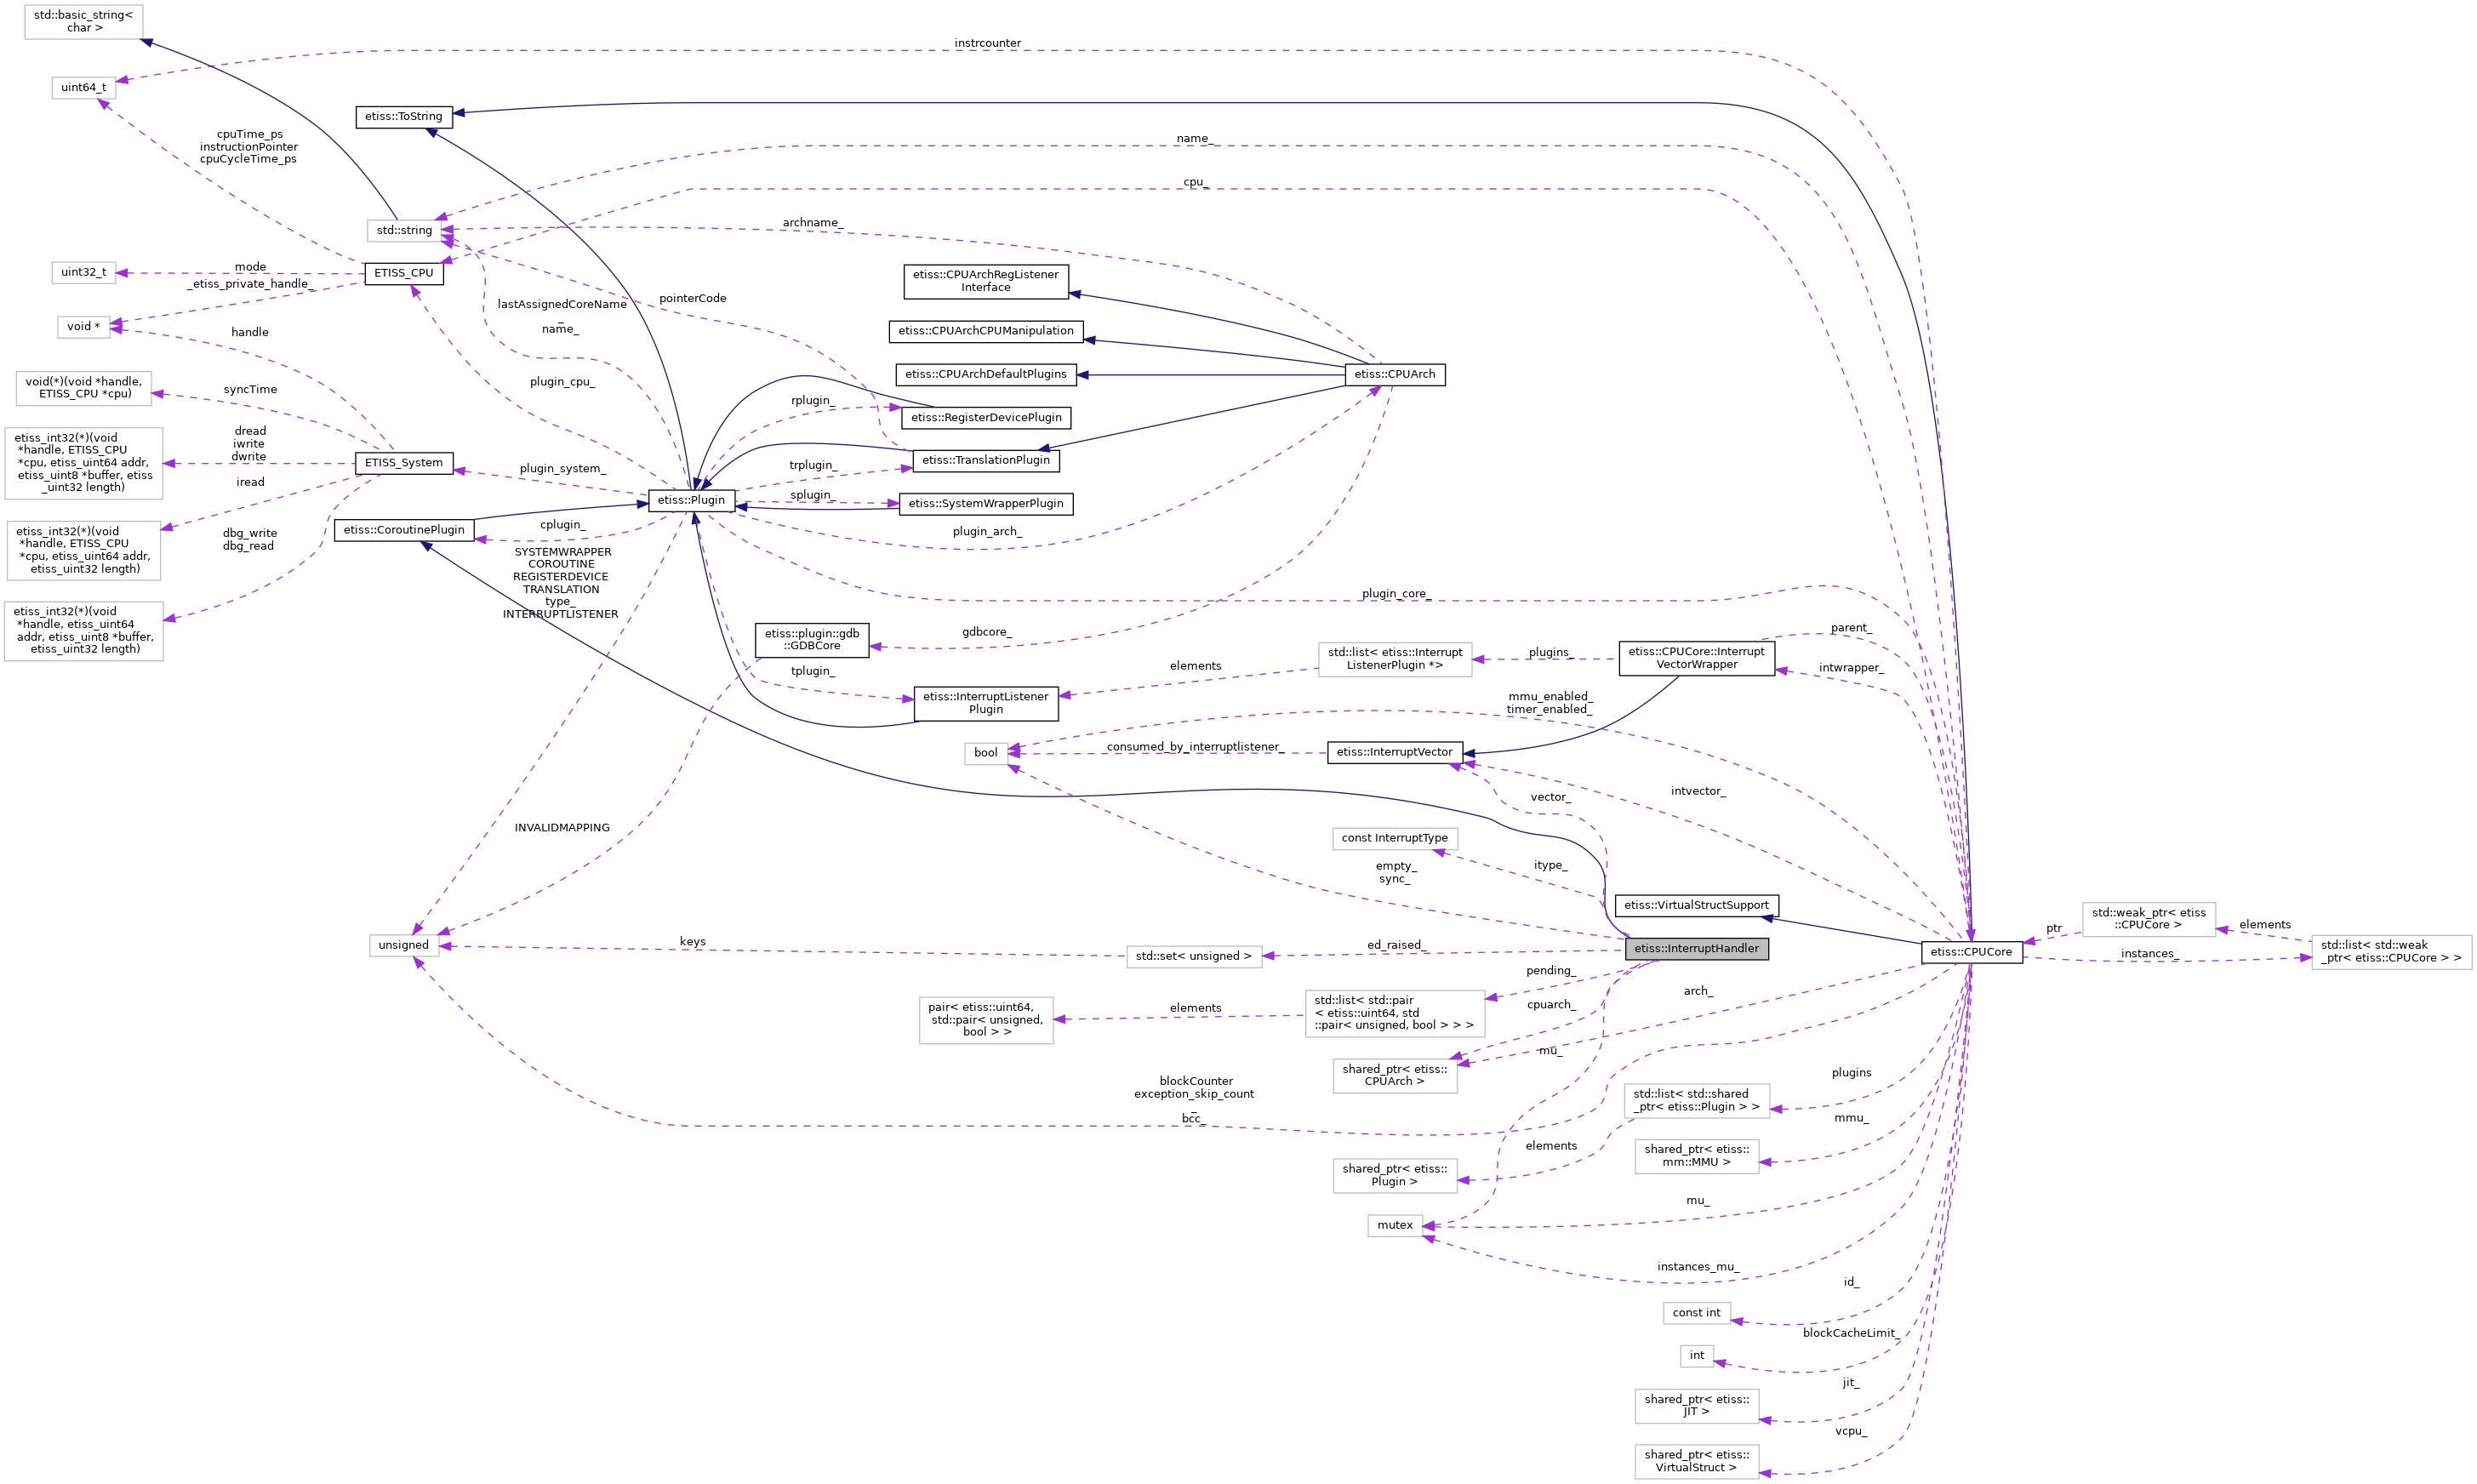 std::basic_string<
char >
instrcounter
uint64_t
etiss::ToString
cpuTime_ps
instructionPointer
cpuCycleTime_ps
name_
cpu_
archname_
std::string
uint32_t
mode
ETISS_CPU
_etiss_private_handle_
etiss::CPUArchRegListener
Interface
lastAssignedCoreName
_
name_
pointerCode
void *
handle
etiss::CPUArchCPUManipulation
void(*)(void *handle,
ETISS_CPU *cpu)
syncTime
plugin_cpu_
etiss::CPUArchDefaultPlugins
etiss::CPUArch
rplugin_
etiss::RegisterDevicePlugin
etiss_int32(*)(void
*handle, ETISS_CPU
*cpu, etiss_uint64 addr,
etiss_uint8 *buffer, etiss
_uint32 length)
dread
iwrite
dwrite
ETISS_System
iread
plugin_system_
trplugin_
etiss::TranslationPlugin
etiss::Plugin
splugin_
etiss::SystemWrapperPlugin
etiss_int32(*)(void
*handle, ETISS_CPU
*cpu, etiss_uint64 addr,
etiss_uint32 length)
dbg_write
dbg_read
etiss::CoroutinePlugin
cplugin_
plugin_arch_
SYSTEMWRAPPER
COROUTINE
REGISTERDEVICE
TRANSLATION
type_
INTERRUPTLISTENER
plugin_core_
etiss_int32(*)(void
*handle, etiss_uint64
addr, etiss_uint8 *buffer,
etiss_uint32 length)
etiss::plugin::gdb
::GDBCore
gdbcore_
std::list< etiss::Interrupt
ListenerPlugin *>
plugins_
etiss::CPUCore::Interrupt
VectorWrapper
parent_
intwrapper_
elements
tplugin_
etiss::InterruptListener
Plugin
mmu_enabled_
timer_enabled_
bool
consumed_by_interruptlistener_
etiss::InterruptVector
vector_
intvector_
INVALIDMAPPING
const InterruptType
itype_
empty_
sync_
etiss::VirtualStructSupport
unsigned
keys
std::set< unsigned >
ed_raised_
etiss::InterruptHandler
etiss::CPUCore
ptr
std::weak_ptr< etiss
::CPUCore >
elements
std::list< std::weak
_ptr< etiss::CPUCore > >
instances_
pending_
cpuarch_
arch_
pair< etiss::uint64,
std::pair< unsigned,
bool > >
elements
std::list< std::pair
< etiss::uint64, std
::pair< unsigned, bool > > >
mu_
shared_ptr< etiss::
CPUArch >
blockCounter
exception_skip_count
_
bcc_
std::list< std::shared
_ptr< etiss::Plugin > >
plugins
mmu_
elements
shared_ptr< etiss::
mm::MMU >
shared_ptr< etiss::
Plugin >
mutex
mu_
instances_mu_
id_
const int
blockCacheLimit_
int
jit_
shared_ptr< etiss::
JIT >
vcpu_
shared_ptr< etiss::
VirtualStruct >